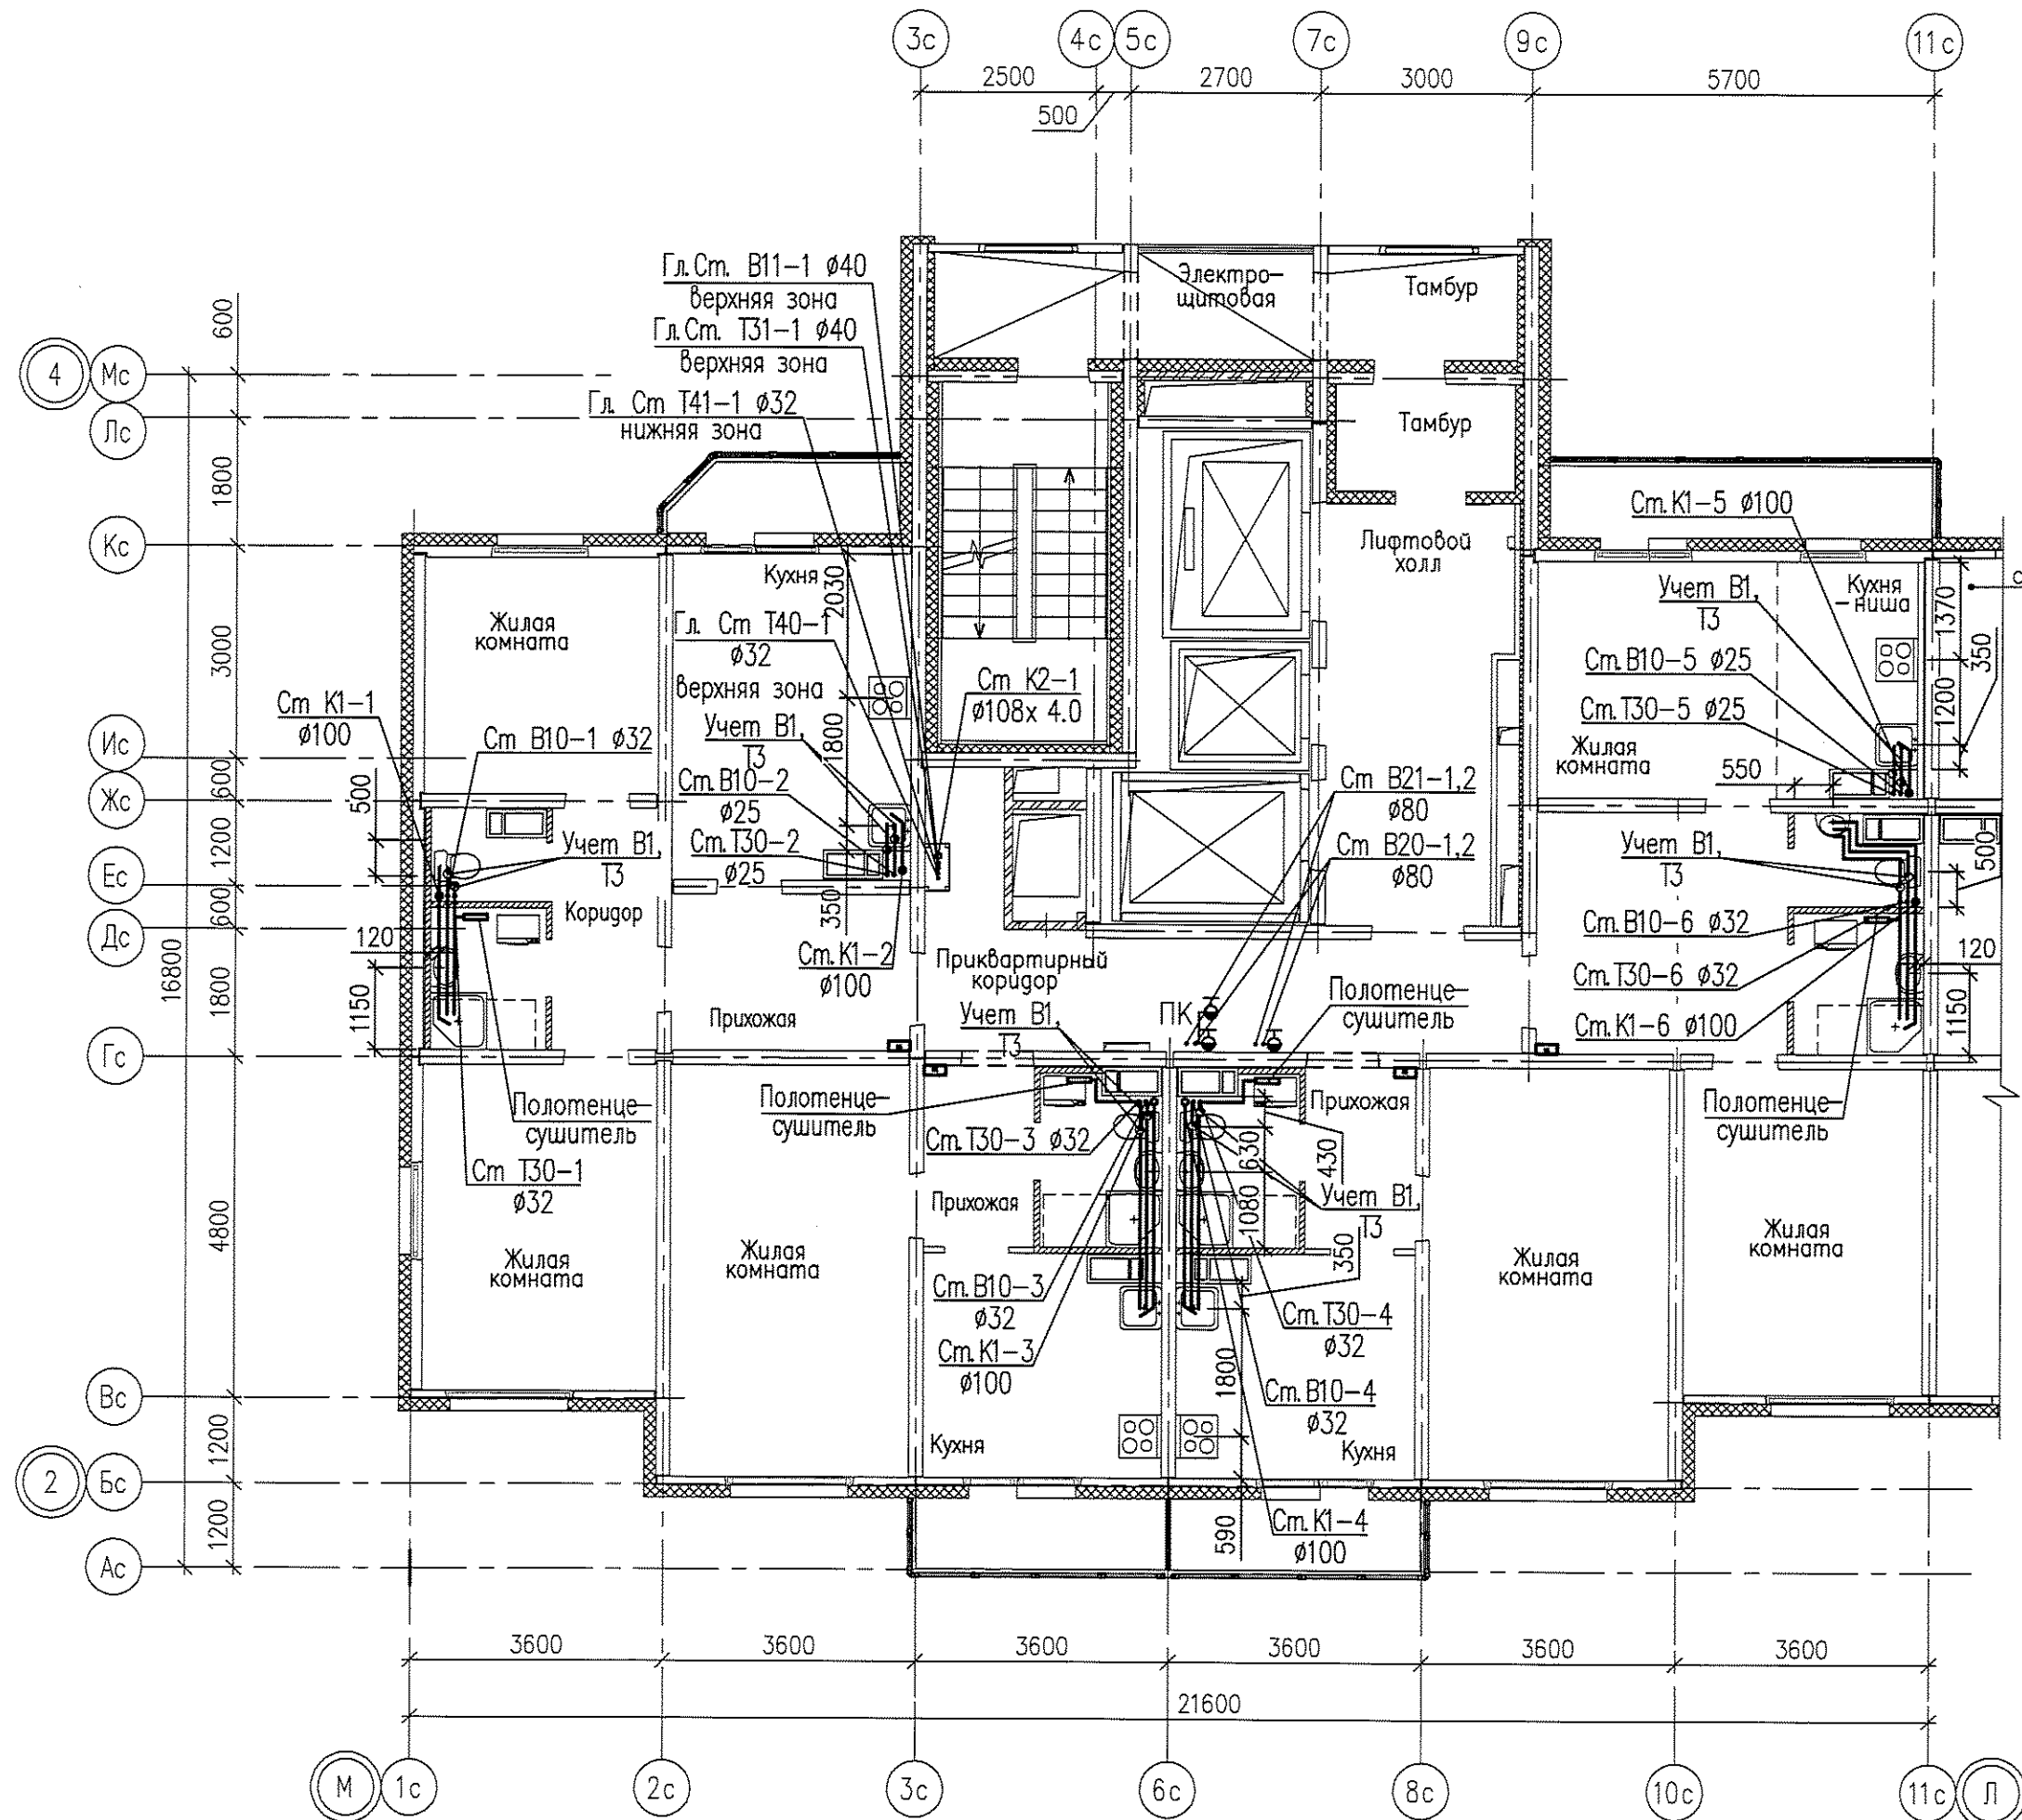 3с 4с 5с 7с 9с 11с
2500 2700 3000 5700
500
Гл.Ст. В11-1 ø40
верхняя зона
Гл.Ст. Т31-1 ø40
верхняя зона
Гл. Ст Т41-1 ø32
нижняя зона
Электро-
щитовая
Тамбур
Тамбур
600
4 Мс
Лс
1800
Кс
Ст.К1-5 ø100
Лифтовой
холл
Кухня
2030
Учет В1,
Т3
Кухня
-ниша
1370
350
Жилая
комната
3000
Гл. Ст Т40-1
ø32
верхняя зона
Ст К2-1
ø108х 4.0
Ст.В10-5 ø25
Ст.Т30-5 ø25
1200
Ст К1-1
ø100
Ст В10-1 ø32
Учет В1,
Т3
1800
Жилая
комната
550
Ис
600
Жс
500
Ст.В10-2
ø25
Ст В21-1,2
ø80
1200
Учет В1,
Т3
Ст.Т30-2
ø25
Ст В20-1,2
ø80
Учет В1,
Т3
500
Ес
600
Коридор
350
Ст.В10-6 ø32
Дс
120
Ст.К1-2
ø100
Приквартирный
коридор
120
16800
1800
1150
Ст.Т30-6 ø32
Полотенце-
сушитель
Прихожая
Учет В1,
Т3
ПК
Ст.К1-6 ø100
1150
Гс
Полотенце-
сушитель
Полотенце-
сушитель
Прихожая
Полотенце-
сушитель
Ст.Т30-3 ø32
630
430
Ст Т30-1
ø32
Учет В1,
Т3
Прихожая
1080
350
4800
Жилая
комната
Жилая
комната
Жилая
комната
Жилая
комната
Ст.В10-3
ø32
Ст.Т30-4
ø32
Ст.К1-3
ø100
1800
Ст.В10-4
ø32
Вс
1200
Кухня
Кухня
2 Бс
1200
590
Ст.К1-4
ø100
Ас
3600 3600 3600 3600 3600 3600
21600
М 1с 2с 3с 6с 8с 10с 11с Л